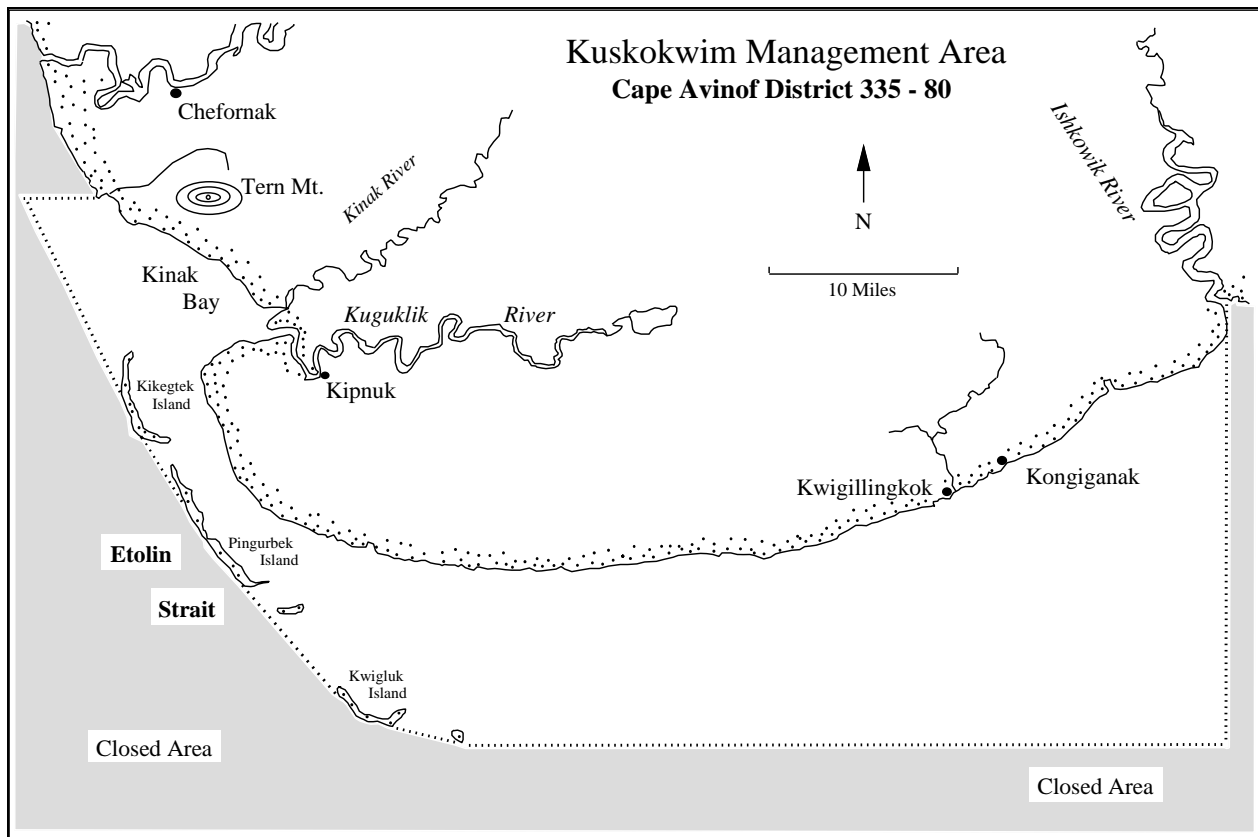 Kuskokwim Management Area
Cape Avinof District 335 - 80
Chefornak
Tern Mt.
Kinak River
Ishkowik River
N
10 Miles
Kinak
Bay
Kuguklik River
Kipnuk
Kikegtek
Island
Kwigillingkok
Kongiganak
Etolin
Strait
Pingurbek
Island
Kwigluk
Island
Closed Area
Closed Area